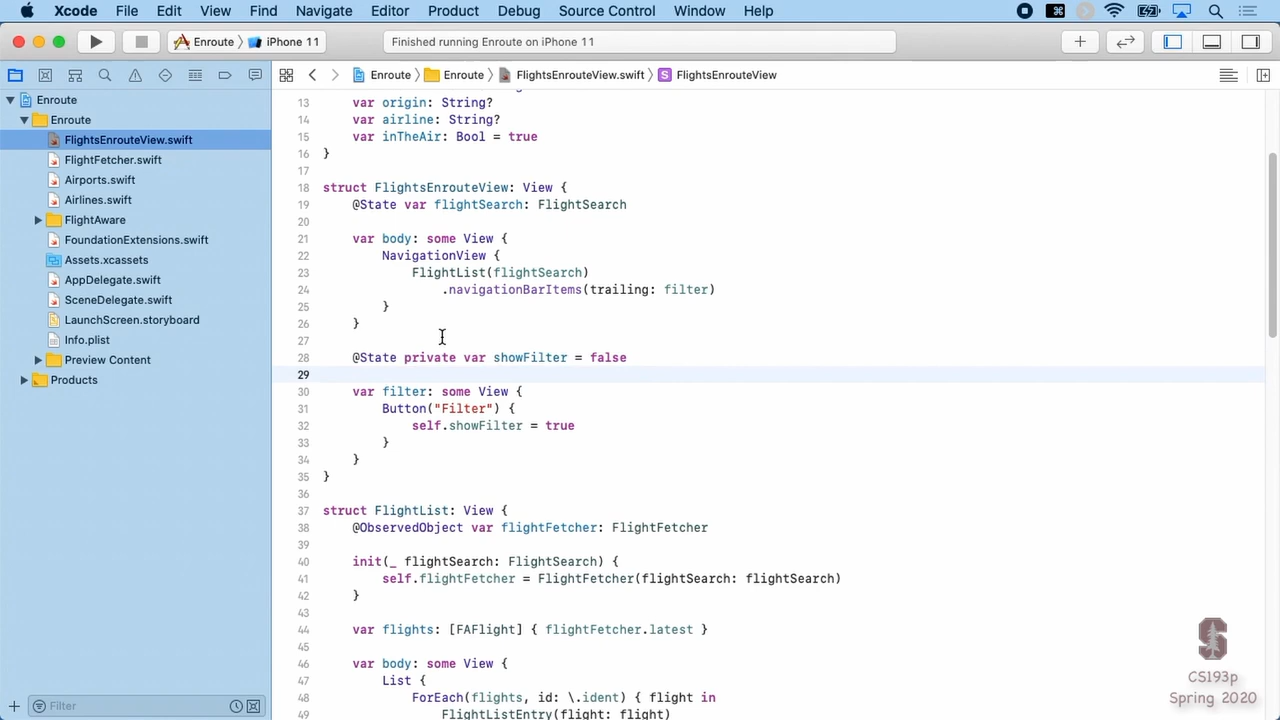 Xcode File Edit View Find Navigate Editor Product Debug Source Control Window Help
Enroute iPhone 11 Finished running Enroute on iPhone 11
Enroute Enroute FlightsEnrouteView.swift FlightsEnrouteView
Enroute
Enroute
FlightsEnrouteView.swift
FlightFetcher.swift
Airports.swift
Airlines.swift
FlightAware
FoundationExtensions.swift
Assets.xcassets
AppDelegate.swift
SceneDelegate.swift
LaunchScreen.storyboard
Info.plist
Preview Content
Products
Filter
13 var origin: String?
14 var airline: String?
15 var inTheAir: Bool = true
16 }
17
18 struct FlightsEnrouteView: View {
19 @State var flightSearch: FlightSearch
20
21 var body: some View {
22 NavigationView {
23 FlightList(flightSearch)
24 .navigationBarItems(trailing: filter)
25 }
26 }
27
28 @State private var showFilter = false
29
30 var filter: some View {
31 Button("Filter") {
32 self.showFilter = true
33 }
34 }
35 }
36
37 struct FlightList: View {
38 @ObservedObject var flightFetcher: FlightFetcher
39
40 init(_ flightSearch: FlightSearch) {
41 self.flightFetcher = FlightFetcher(flightSearch: flightSearch)
42 }
43
44 var flights: [FAFlight] { flightFetcher.latest }
45
46 var body: some View {
47 List {
48 ForEach(flights, id: \.ident) { flight in
49 FlightListEntry(flight: flight)
CS193p
Spring 2020